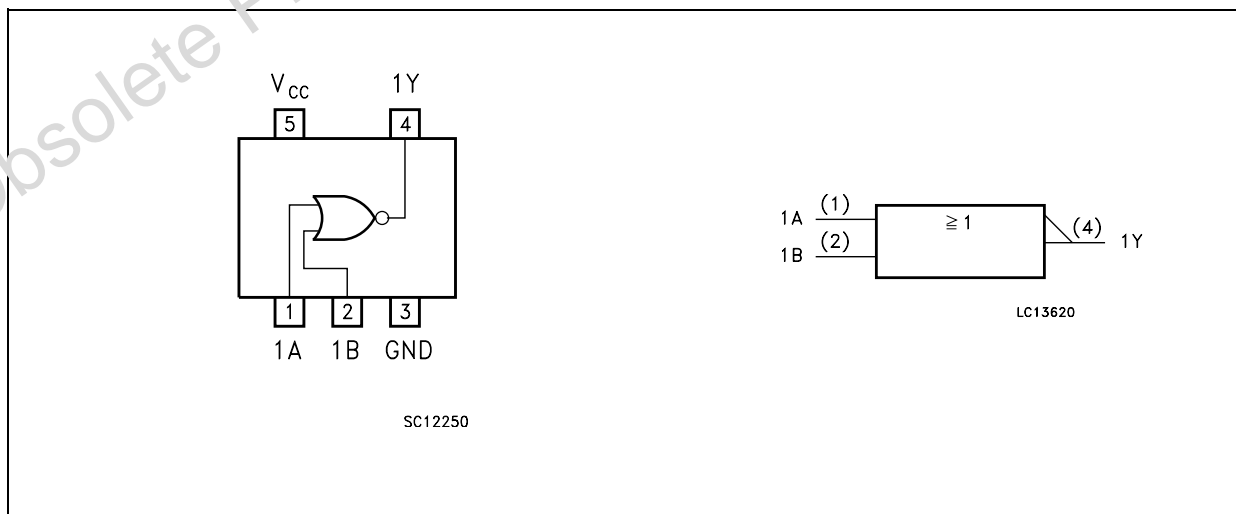 Obsolete P
V CC 1Y
5 4
1 2 3
1A 1B GND
SC12250
1A (1) ≧ 1 (4) 1Y
1B (2)
LC13620